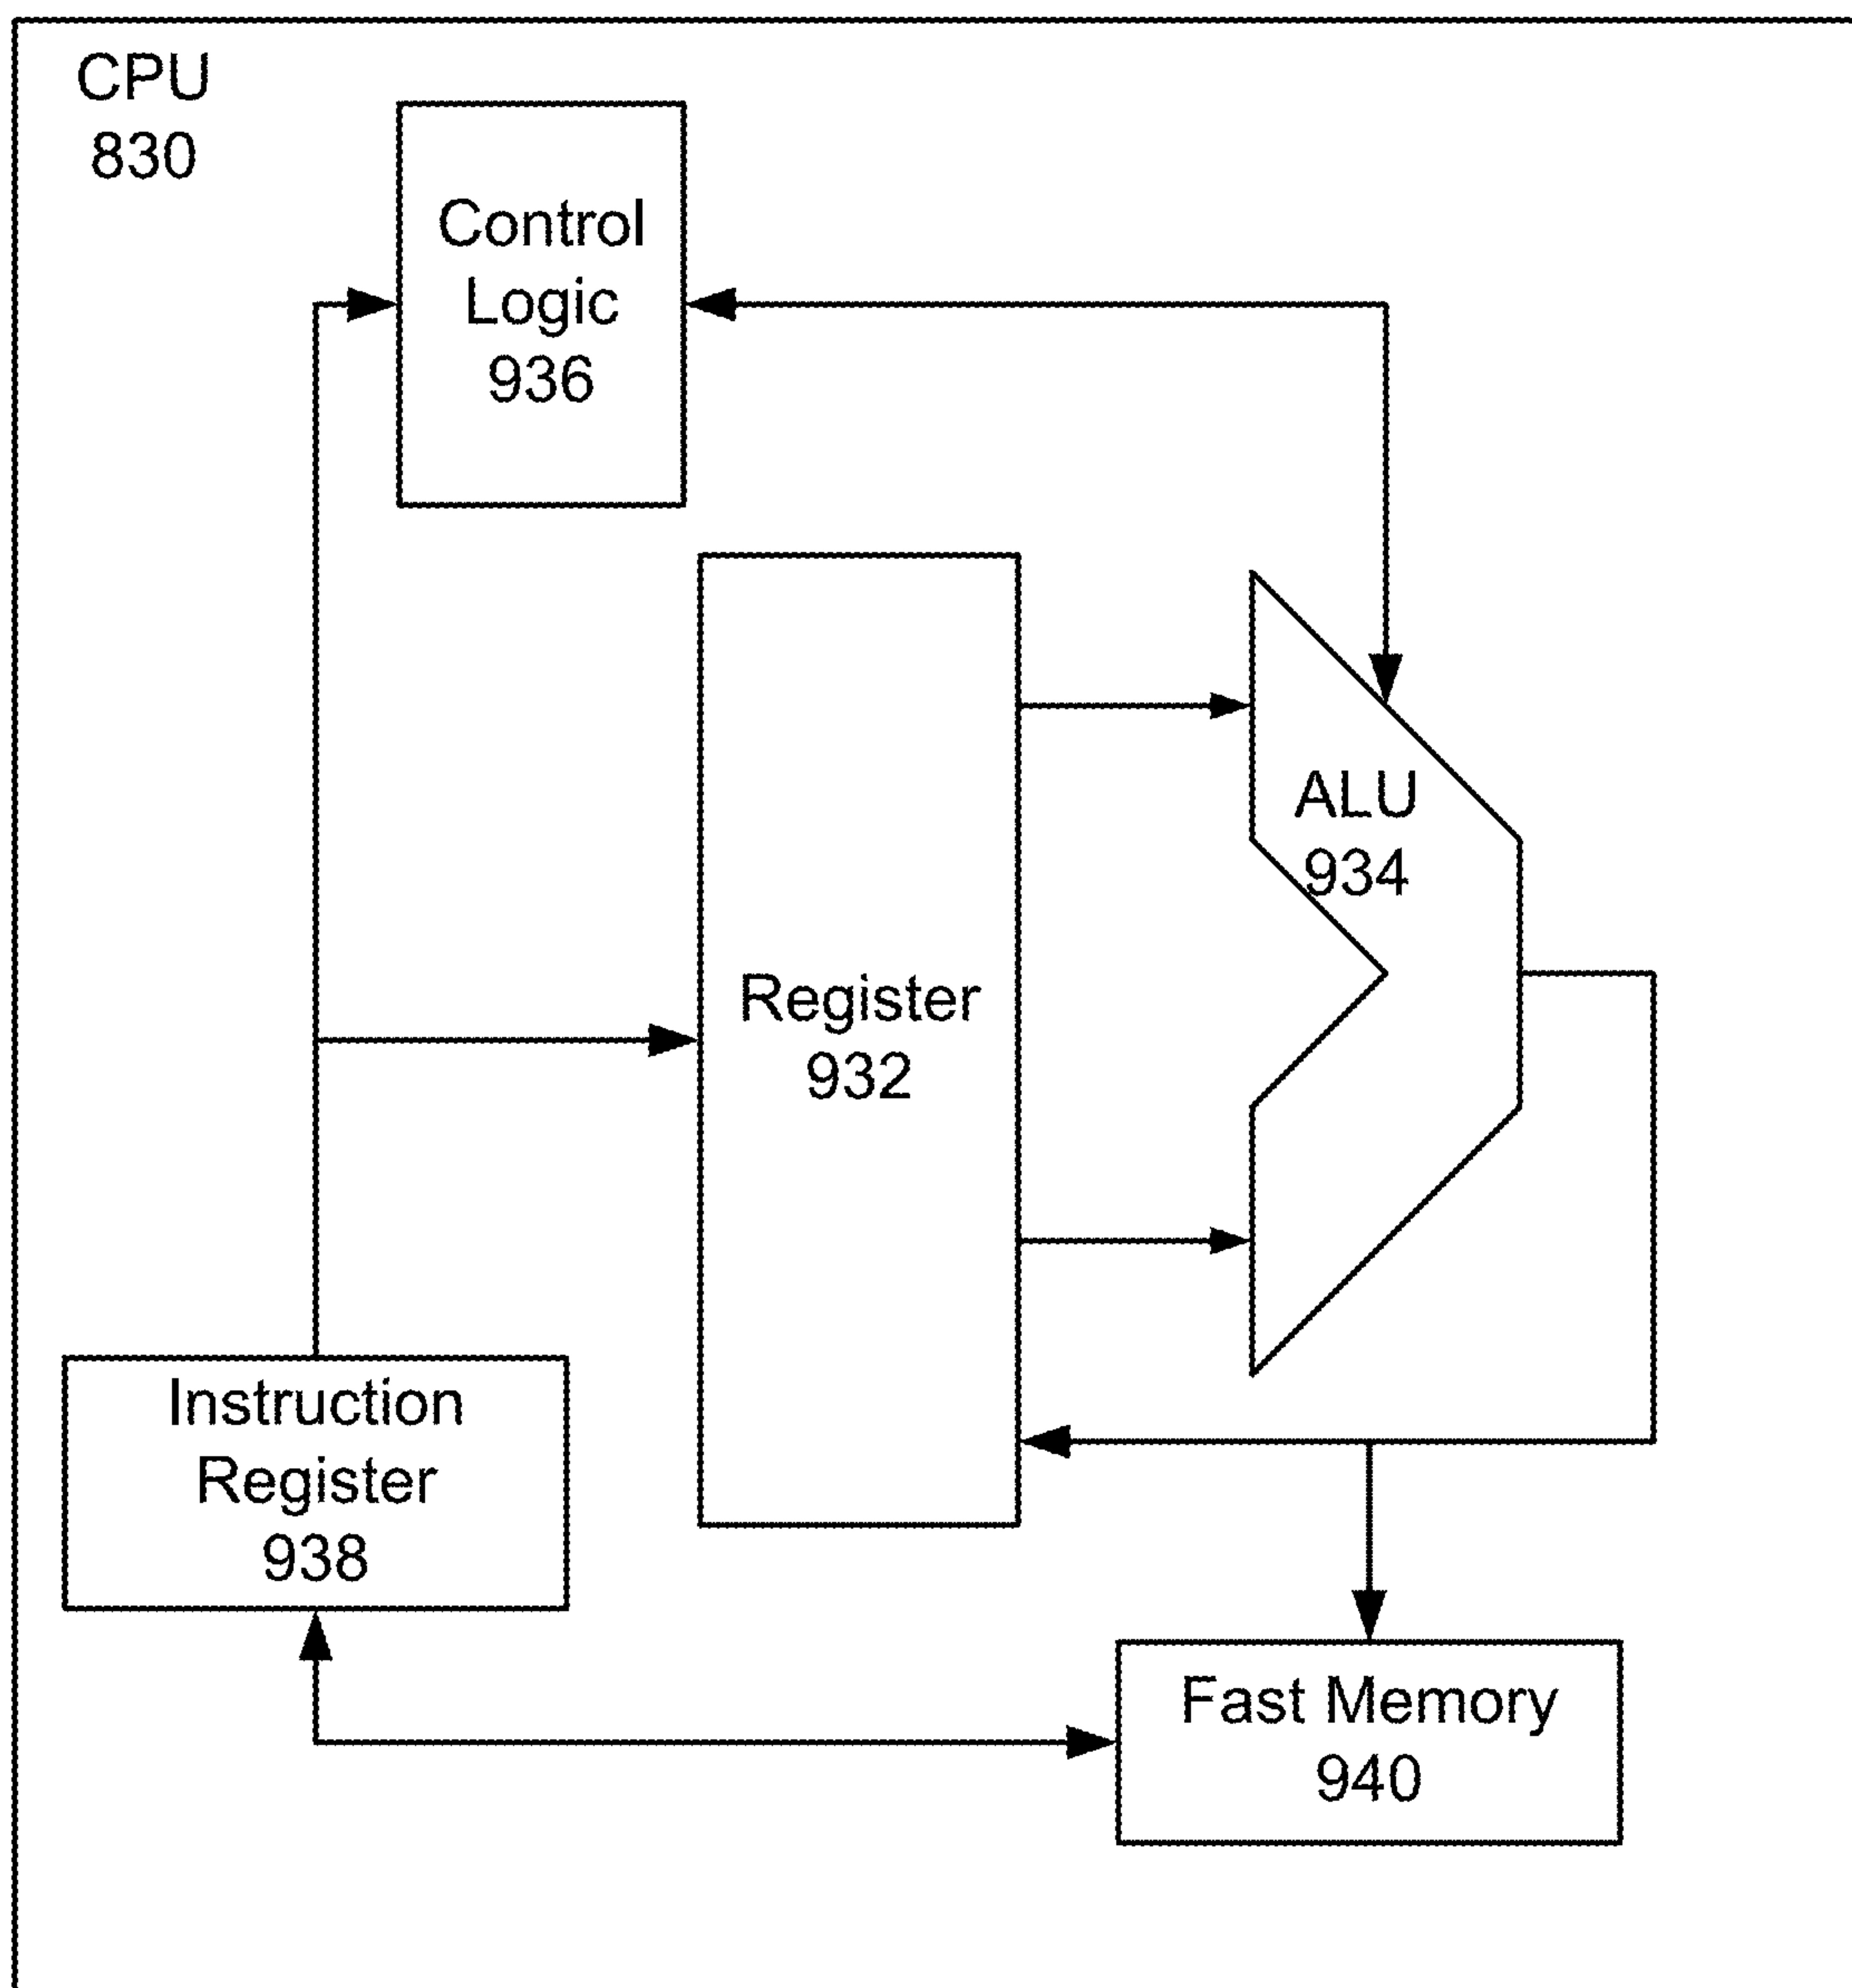 CPU
830
Control
Logic
936
ALU
934
Register
932
Instruction
Register
938
Fast Memory
940